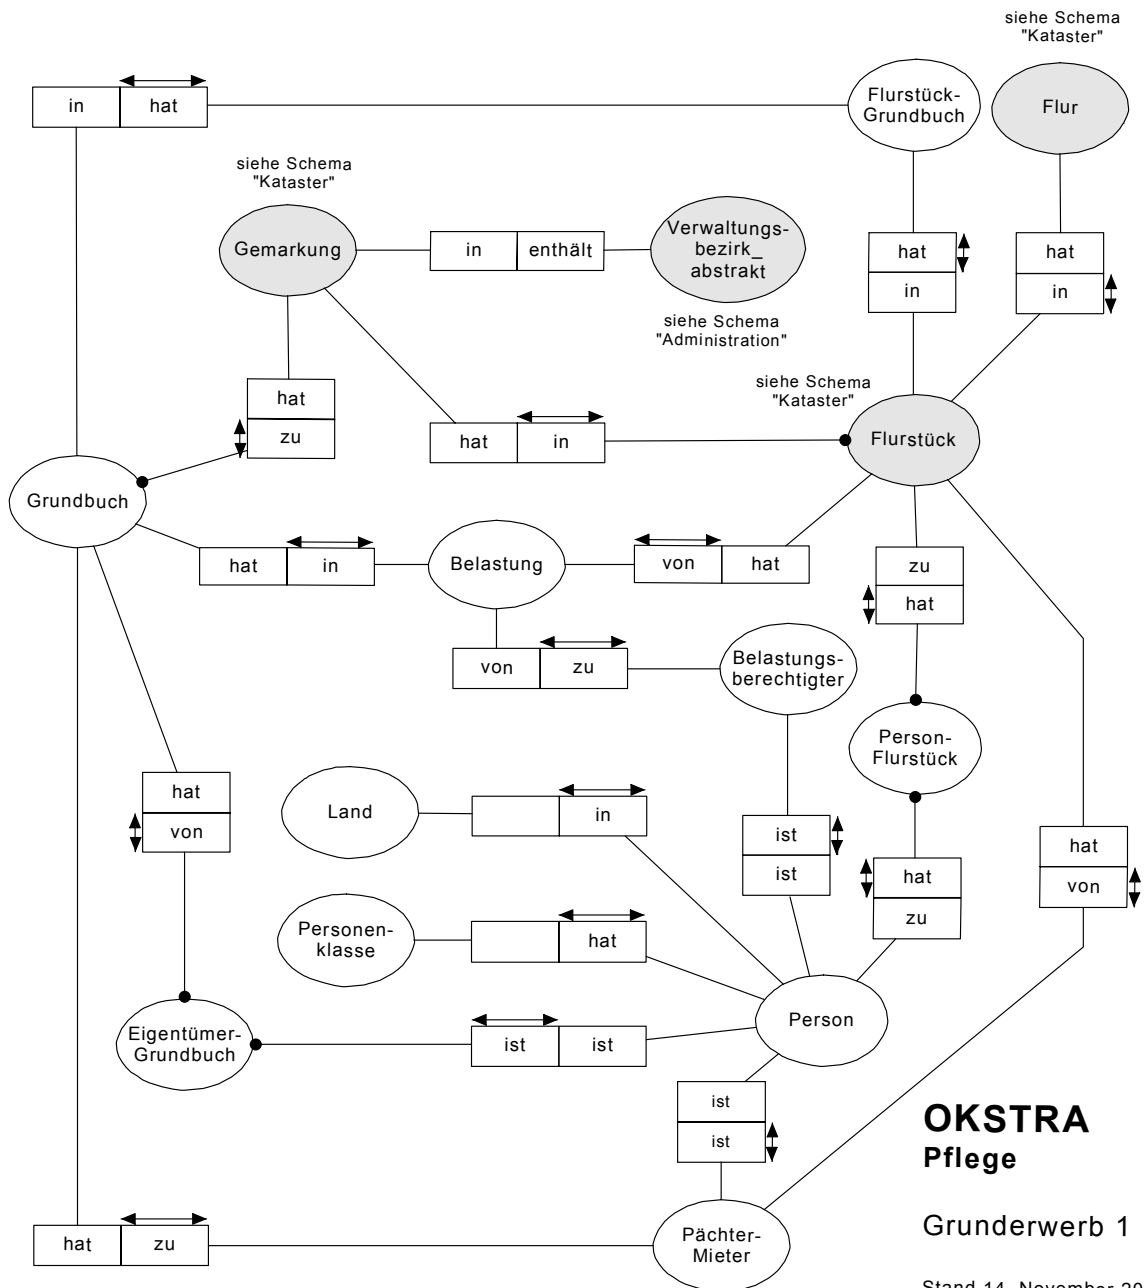 siehe Schema
"Kataster"
in
hat
Flurstück-
Grundbuch
Flur
siehe Schema
"Kataster"
Gemarkung
in
enthält
Verwaltungs-
bezirk_
abstrakt
siehe Schema
"Administration"
hat
in
hat
in
hat
zu
siehe Schema
"Kataster"
hat
in
Flurstück
Grundbuch
hat
in
Belastung
von
hat
zu
hat
von
zu
Belastungs-
berechtigter
Person-
Flurstück
hat
von
Land
in
ist
ist
hat
zu
hat
von
Personen-
klasse
hat
Eigentümer-
Grundbuch
ist
ist
Person
ist
ist
OKSTRA
Pflege
Grunderwerb 1
hat
zu
Pächter-
Mieter